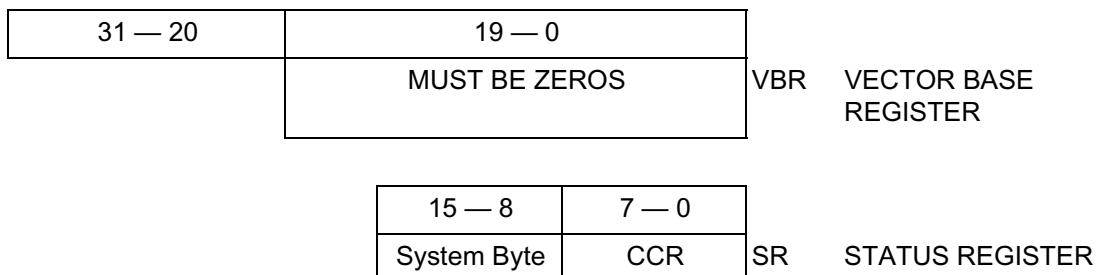 31 — 20 19 — 0
MUST BE ZEROS VBR VECTOR BASE
REGISTER
15 — 8 7 — 0
System Byte CCR SR STATUS REGISTER